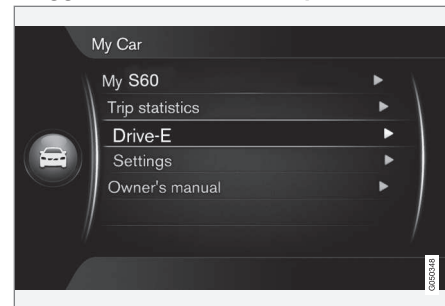 My Car
My S60
Trip statistics
Drive-E
Settings
Owner's manual
G050348